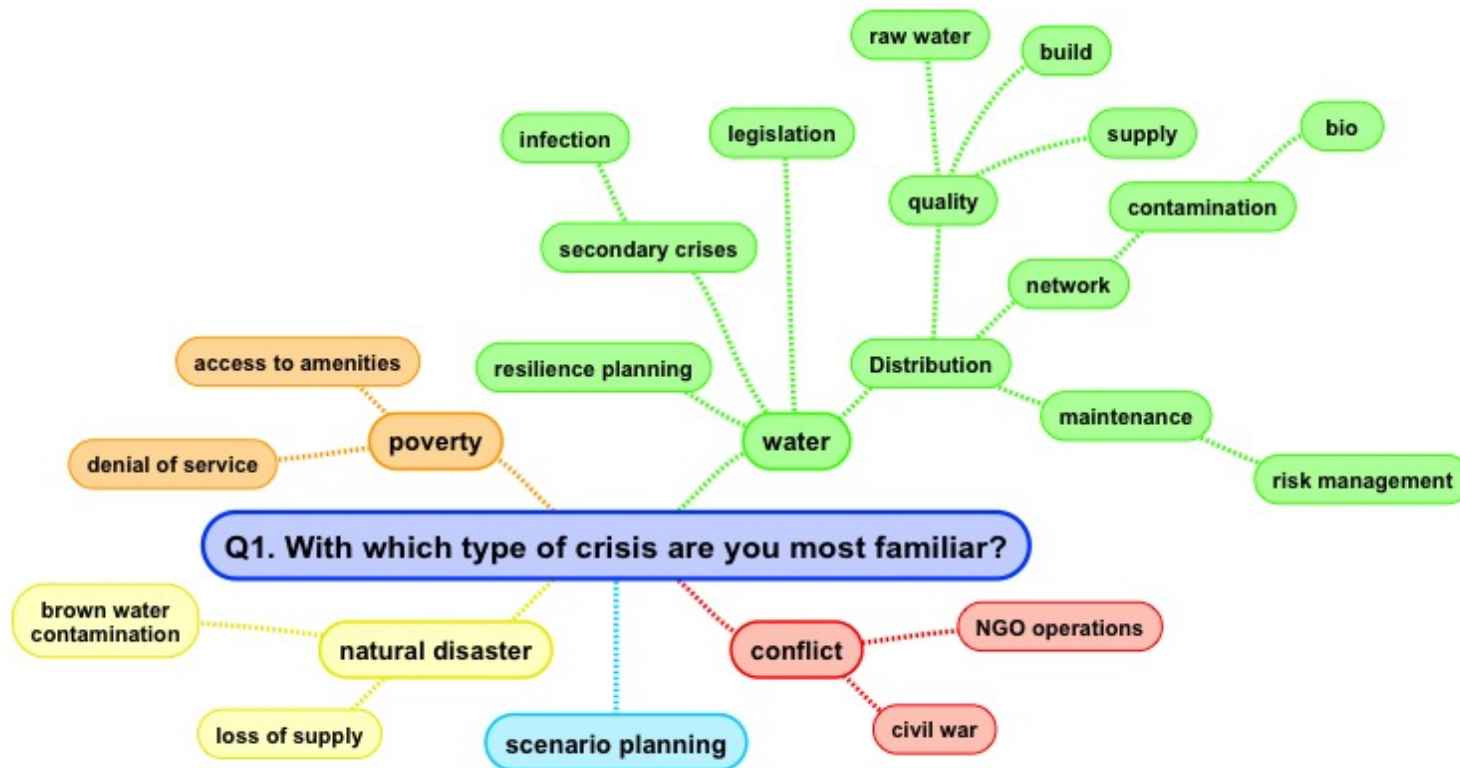 raw water
build
bio
infection
legislation
supply
quality
contamination
secondary crises
network
access to amenities
resilience planning
Distribution
maintenance
poverty
water
denial of service
risk management
Q1. With which type of crisis are you most familiar?
brown water
contamination
NGO operations
natural disaster
conflict
loss of supply
scenario planning
civil war